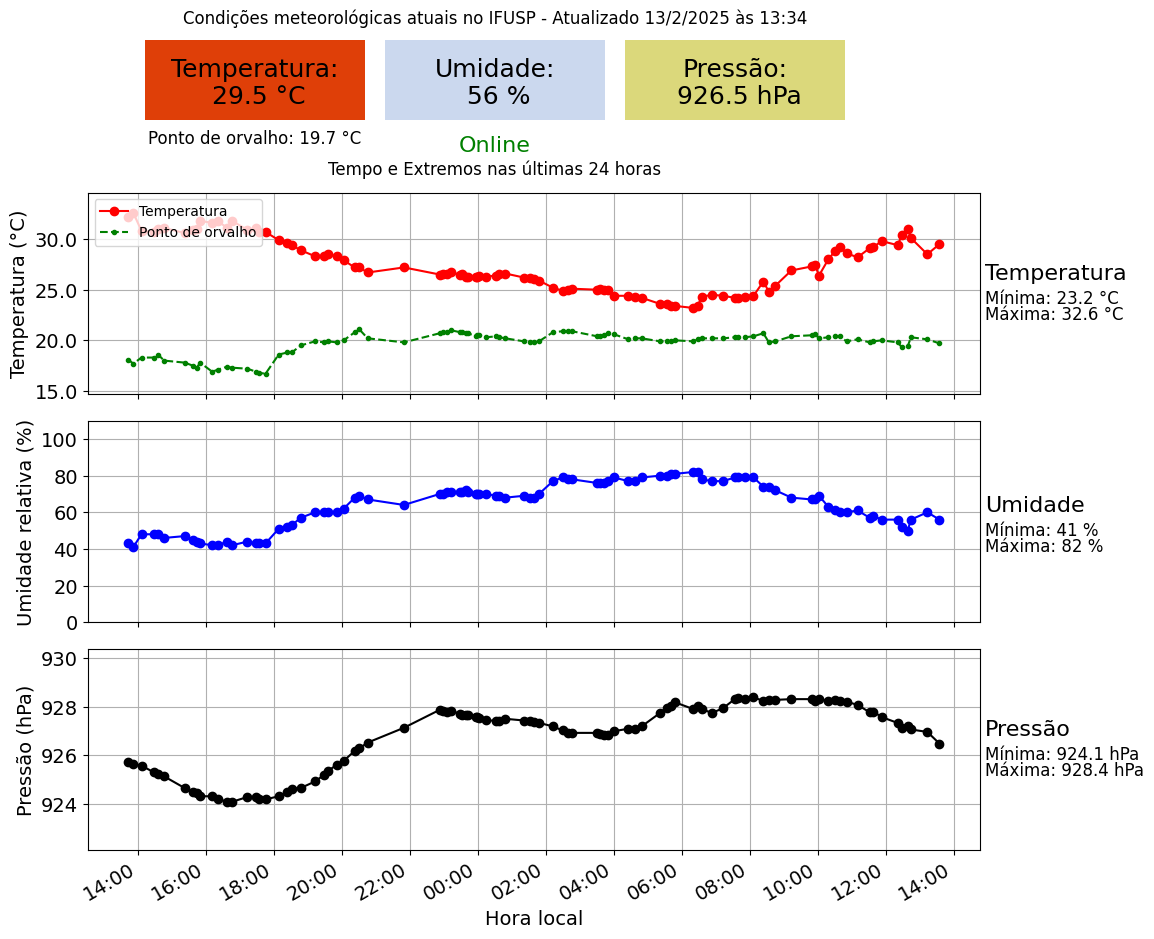 Condições meteorológicas atuais no IFUSP - Atualizado 13/2/2025 às 13:34
Temperatura:
29.5 °C
Umidade:
56 %
Pressão:
926.5 hPa
Ponto de orvalho: 19.7 °C
Online
Tempo e Extremos nas últimas 24 horas
Temperatura (°C)
30.0
25.0
20.0
15.0
Temperatura
Ponto de orvalho
Temperatura
Mínima: 23.2 °C
Máxima: 32.6 °C
Umidade relativa (%)
100
80
60
40
20
0
Umidade
Mínima: 41 %
Máxima: 82 %
Pressão (hPa)
930
928
926
924
Pressão
Mínima: 924.1 hPa
Máxima: 928.4 hPa
14:00 16:00 18:00 20:00 22:00 00:00 02:00 04:00 06:00 08:00 10:00 12:00 14:00
Hora local